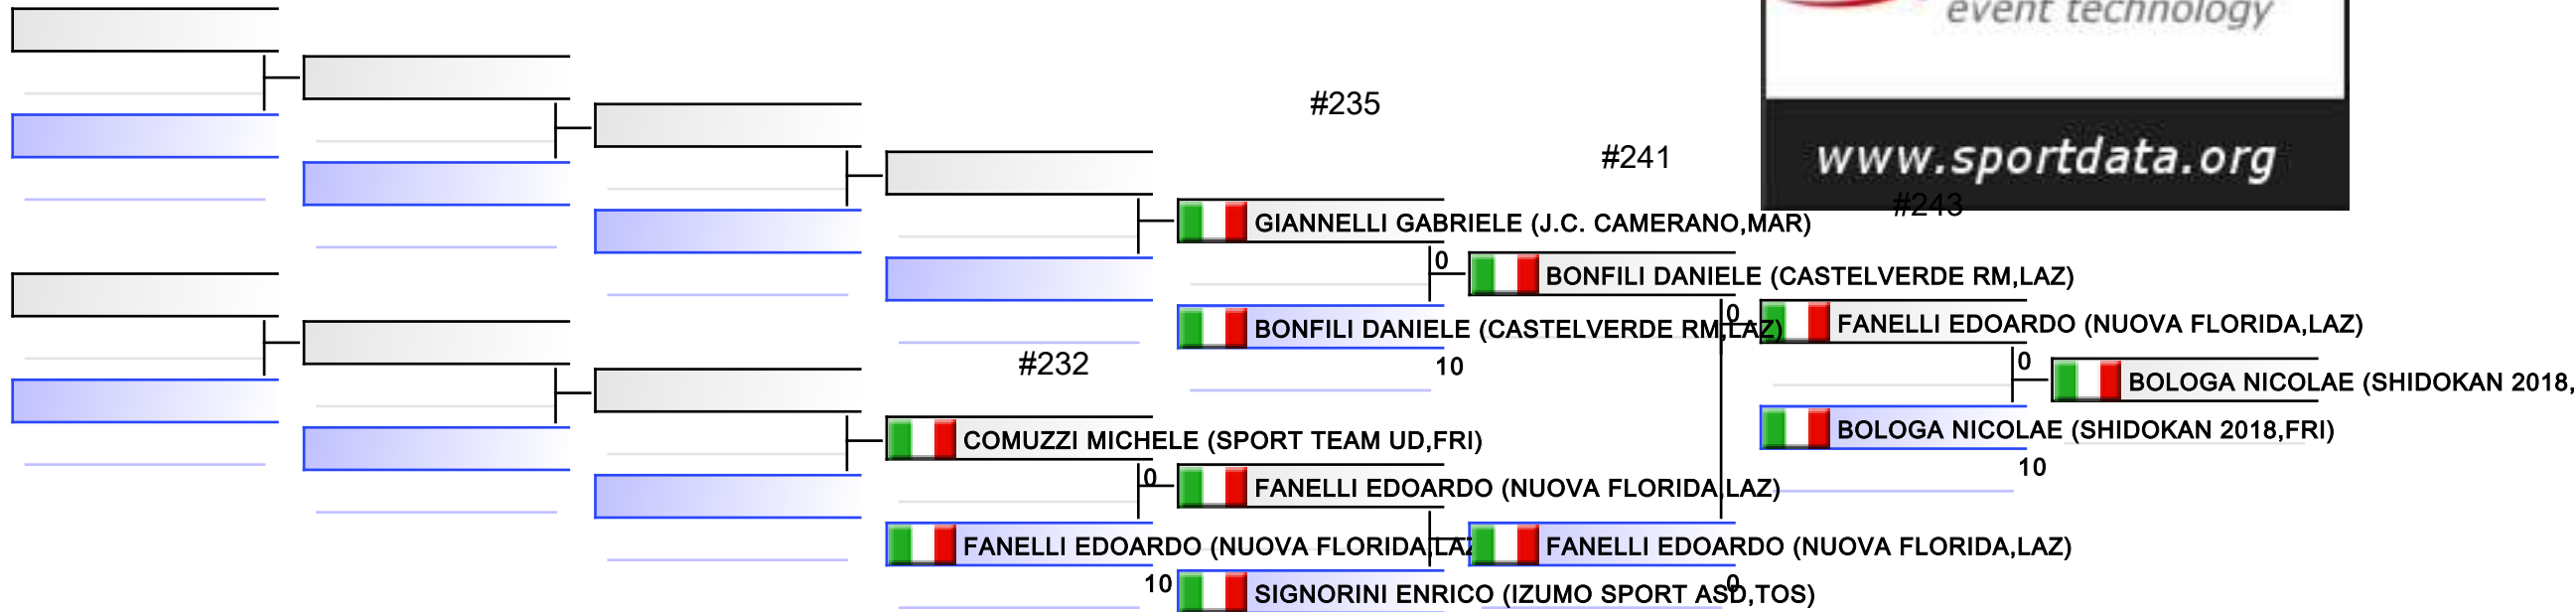 event technology
#235
#241
www.sportdata.org
#243
GIANNELLI GABRIELE (J.C. CAMERANO,MAR)
0
BONFILI DANIELE (CASTELVERDE RM,LAZ)
0
BONFILI DANIELE (CASTELVERDE RM,LAZ)
FANELLI EDOARDO (NUOVA FLORIDA,LAZ)
#232
10
0
BOLOGA NICOLAE (SHIDOKAN 2018,
COMUZZI MICHELE (SPORT TEAM UD,FRI)
BOLOGA NICOLAE (SHIDOKAN 2018,FRI)
10
0
FANELLI EDOARDO (NUOVA FLORIDA,LAZ)
FANELLI EDOARDO (NUOVA FLORIDA,LAZ
FANELLI EDOARDO (NUOVA FLORIDA,LAZ)
10
0
SIGNORINI ENRICO (IZUMO SPORT ASD,TOS)